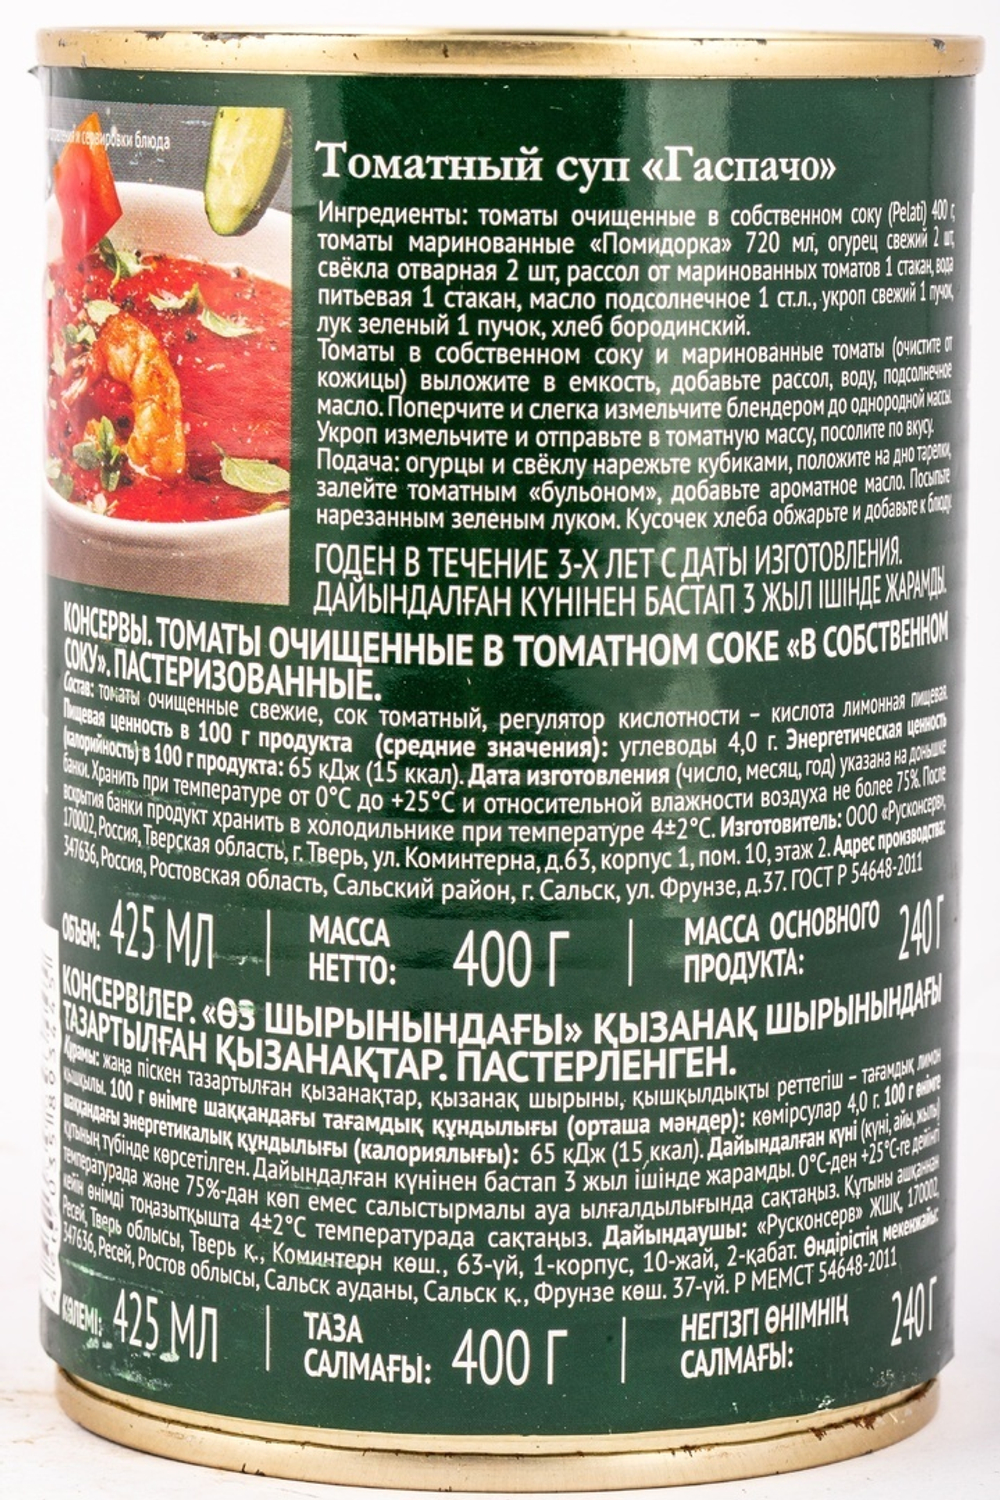 сервировки блюда
Томатный суп «Гаспачо»
Ингредиенты: томаты очищенные в собственном соку (Pelati) 400 г,
томаты маринованные «Помидорка» 720 мл, огурец свежий 2 шт,
свёкла отварная 2 шт, рассол от маринованных томатов 1 стакан, вода
питьевая 1 стакан, масло подсолнечное 1 ст.л., укроп свежий 1 пучок,
лук зеленый 1 пучок, хлеб бородинский.
Томаты в собственном соку и маринованные томаты (очистите от
кожицы) выложите в емкость, добавьте рассол, воду, подсолнечное
масло. Поперчите и слегка измельчите блендером до однородной массы.
Укроп измельчите и отправьте в томатную массу, посолите по вкусу.
Подача: огурцы и свёклу нарежьте кубиками, положите на дно тарелки,
залейте томатным «бульоном», добавьте ароматное масло. Посыпьте
нарезанным зеленым луком. Кусочек хлеба обжарьте и добавьте к блюду.
ГОДЕН В ТЕЧЕНИЕ 3-Х ЛЕТ С ДАТЫ ИЗГОТОВЛЕНИЯ.
ДАЙЫНДАЛҒАН КҮНІНЕН БАСТАП 3 ЖЫЛ ІШІНДЕ ЖАРАМДЫ.
КОНСЕРВЫ. ТОМАТЫ ОЧИЩЕННЫЕ В ТОМАТНОМ СОКЕ «В СОБСТВЕННОМ
СОКУ». ПАСТЕРИЗОВАННЫЕ.
Состав: томаты очищенные свежие, сок томатный, регулятор кислотности – кислота лимонная пищевая.
Пищевая ценность в 100 г продукта (средние значения): углеводы 4,0 г. Энергетическая ценность
(калорийность) в 100 г продукта: 65 кДж (15 ккал). Дата изготовления (число, месяц, год) указана на донышке
банки. Хранить при температуре от 0°С до +25°С и относительной влажности воздуха не более 75%. После
вскрытия банки продукт хранить в холодильнике при температуре 4±2°С. Изготовитель: ООО «Русконсерв»,
170002, Россия, Тверская область, г. Тверь, ул. Коминтерна, д.63, корпус 1, пом. 10, этаж 2. Адрес производства:
347636, Россия, Ростовская область, Сальский район, г. Сальск, ул. Фрунзе, д.37. ГОСТ Р 54648-2011
ОБЪЕМ: 425 МЛ | МАССА НЕТТО: 400 Г | МАССА ОСНОВНОГО ПРОДУКТА: 240 Г
КОНСЕРВІЛЕР. «ӨЗ ШЫРЫНЫНДАҒЫ» ҚЫЗАНАҚ ШЫРЫНЫНДАҒЫ
ТАЗАРТЫЛҒАН ҚЫЗАНАҚТАР. ПАСТЕРЛЕНГЕН.
Құрамы: жаңа піскен тазартылған қызанақтар, қызанақ шырыны, қышқылдықты реттегіш – тағамдық лимон
қышқылы. 100 г өнімге шаққандағы тағамдық құндылығы (орташа мәндер): көмірсулар 4,0 г. 100 г өнімге
шаққандағы энергетикалық құндылығы (калориялығы): 65 кДж (15 ккал). Дайындалған күні (күні, айы, жылы)
құтының түбінде көрсетілген. Дайындалған күнінен бастап 3 жыл ішінде жарамды. 0°С-ден +25°С-ге дейінгі
температурада және 75%-дан көп емес салыстырмалы ауа ылғалдылығында сақтаңыз. Құтыны ашқаннан
кейін өнімді тоңазытқышта 4±2°С температурада сақтаңыз. Дайындаушы: «Русконсерв» ЖШҚ, 170002,
Ресей, Тверь облысы, Тверь қ., Коминтерн көш., 63-үй, 1-корпус, 10-жай, 2-қабат. Өндірістің мекенжайы:
347636, Ресей, Ростов облысы, Сальск ауданы, Сальск қ., Фрунзе көш. 37-үй. Р МЕМСТ 54648-2011
КӨЛЕМІ: 425 МЛ | ТАЗА САЛМАҒЫ: 400 Г | НЕГІЗГІ ӨНІМНІҢ САЛМАҒЫ: 240 Г